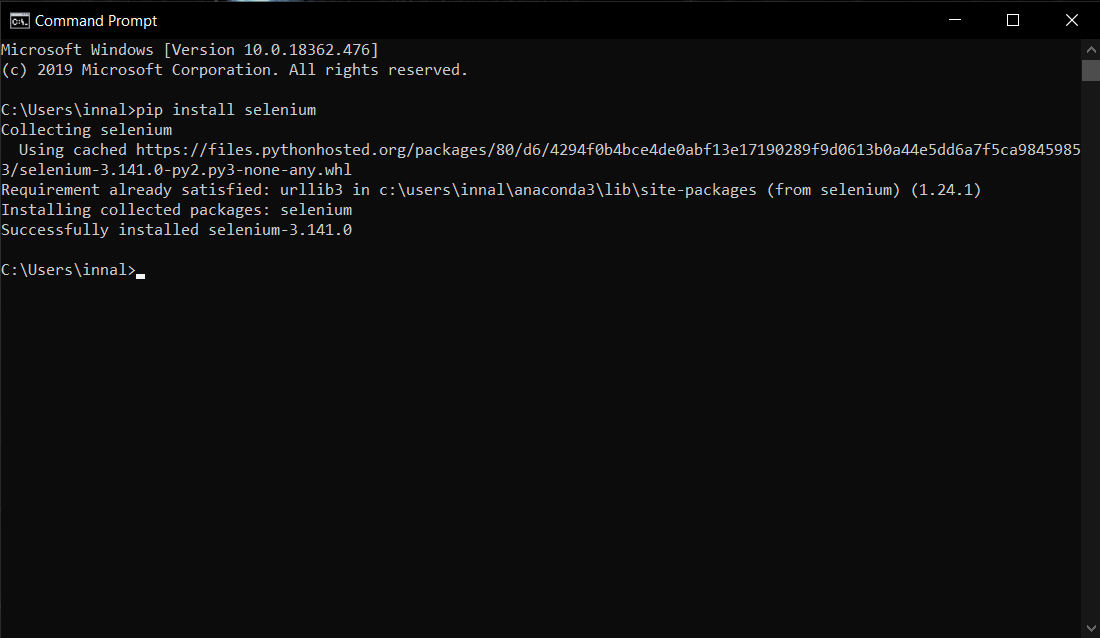 Command Prompt
Microsoft Windows [Version 10.0.18362.476]
(c) 2019 Microsoft Corporation. All rights reserved.
C:\Users\innal>pip install selenium
Collecting selenium
  Using cached https://files.pythonhosted.org/packages/80/d6/4294f0b4bce4de0abf13e17190289f9d0613b0a44e5dd6a7f5ca9845985
3/selenium-3.141.0-py2.py3-none-any.whl
Requirement already satisfied: urllib3 in c:\users\innal\anaconda3\lib\site-packages (from selenium) (1.24.1)
Installing collected packages: selenium
Successfully installed selenium-3.141.0
C:\Users\innal>